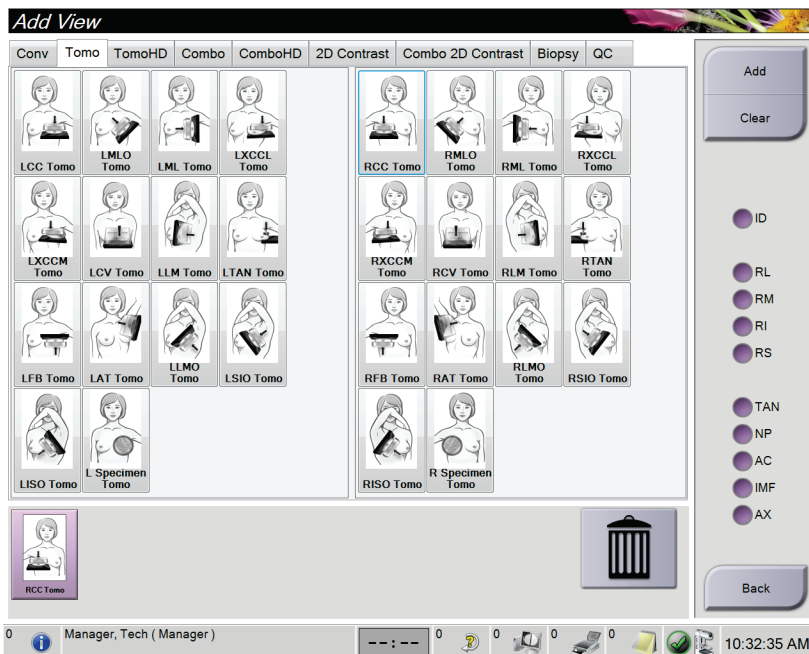 Add View
Conv Tomo TomoHD Combo ComboHD 2D Contrast Combo 2D Contrast Biopsy QC
LCC Tomo
LMLO
Tomo
LML Tomo
LXCCL
Tomo
RCC Tomo
RMLO
Tomo
RML Tomo
RXCCL
Tomo
LXCCM
Tomo
LCV Tomo
LLM Tomo
LTAN Tomo
RXCCM
Tomo
RCV Tomo
RLM Tomo
RTAN
Tomo
LFB Tomo
LAT Tomo
LLMO
Tomo
LSIO Tomo
RFB Tomo
RAT Tomo
RLMO
Tomo
RSIO Tomo
LISO Tomo
L Specimen
Tomo
RISO Tomo
R Specimen
Tomo
RCC Tomo
Add
Clear
ID
RL
RM
RI
RS
TAN
NP
AC
IMF
AX
Back
0 Manager, Tech ( Manager ) --:-- 0 0 0 0 10:32:35 AM